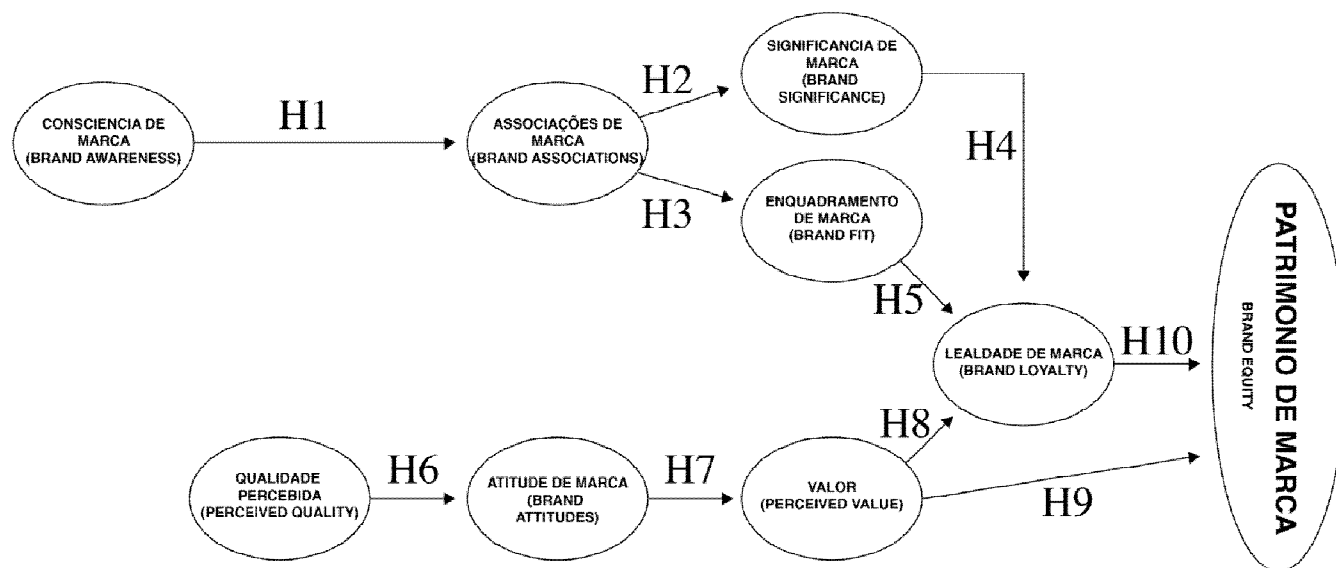 SIGNIFICANCIA DE
MARCA
(BRAND
SIGNIFICANCE)
H2
H1
CONSCIENCIA DE
MARCA
(BRAND AWARENESS)
ASSOCIAÇÕES DE
MARCA
(BRAND ASSOCIATIONS)
H4
H3
ENQUADRAMENTO
DE MARCA
(BRAND FIT)
H5
LEALDADE DE MARCA
(BRAND LOYALTY)
H10
PATRIMONIO DE MARCA
BRAND EQUITY
H8
QUALIDADE
PERCEBIDA
(PERCEIVED QUALITY)
H6
ATITUDE DE MARCA
(BRAND
ATTITUDES)
H7
VALOR
(PERCEIVED VALUE)
H9